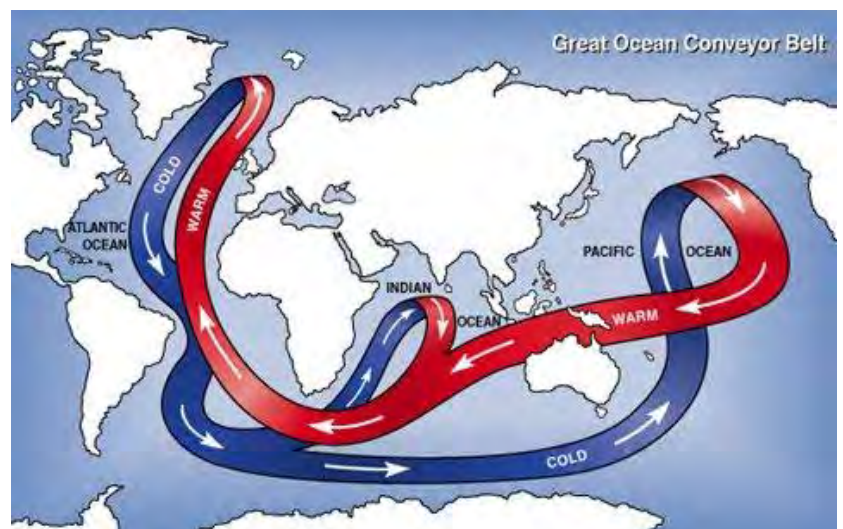 Great Ocean Conveyor Belt
COLD
WARM
ATLANTIC
OCEAN
PACIFIC
OCEAN
INDIAN
OCEAN
WARM
COLD